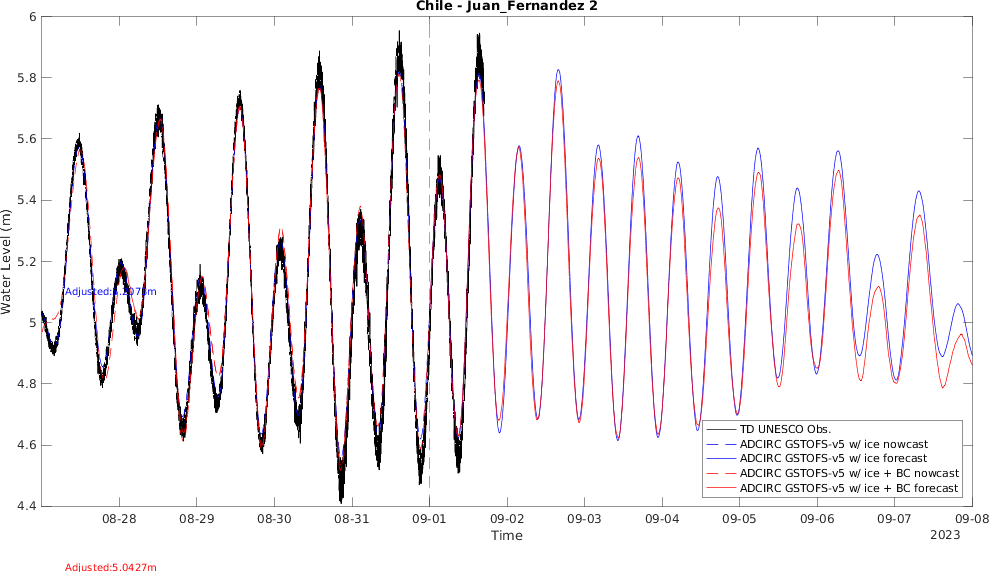 Chile - Juan_Fernandez 2
6
5.8
5.6
5.4
5.2
5
4.8
4.6
4.4
Water Level (m)
TD UNESCO Obs.
ADCIRC GSTOFS-v5 w/ ice nowcast
ADCIRC GSTOFS-v5 w/ ice forecast
ADCIRC GSTOFS-v5 w/ ice + BC nowcast
ADCIRC GSTOFS-v5 w/ ice + BC forecast
08-28 08-29 08-30 08-31 09-01 09-02 09-03 09-04 09-05 09-06 09-07 09-08
Time
2023
Adjusted:5.0427m